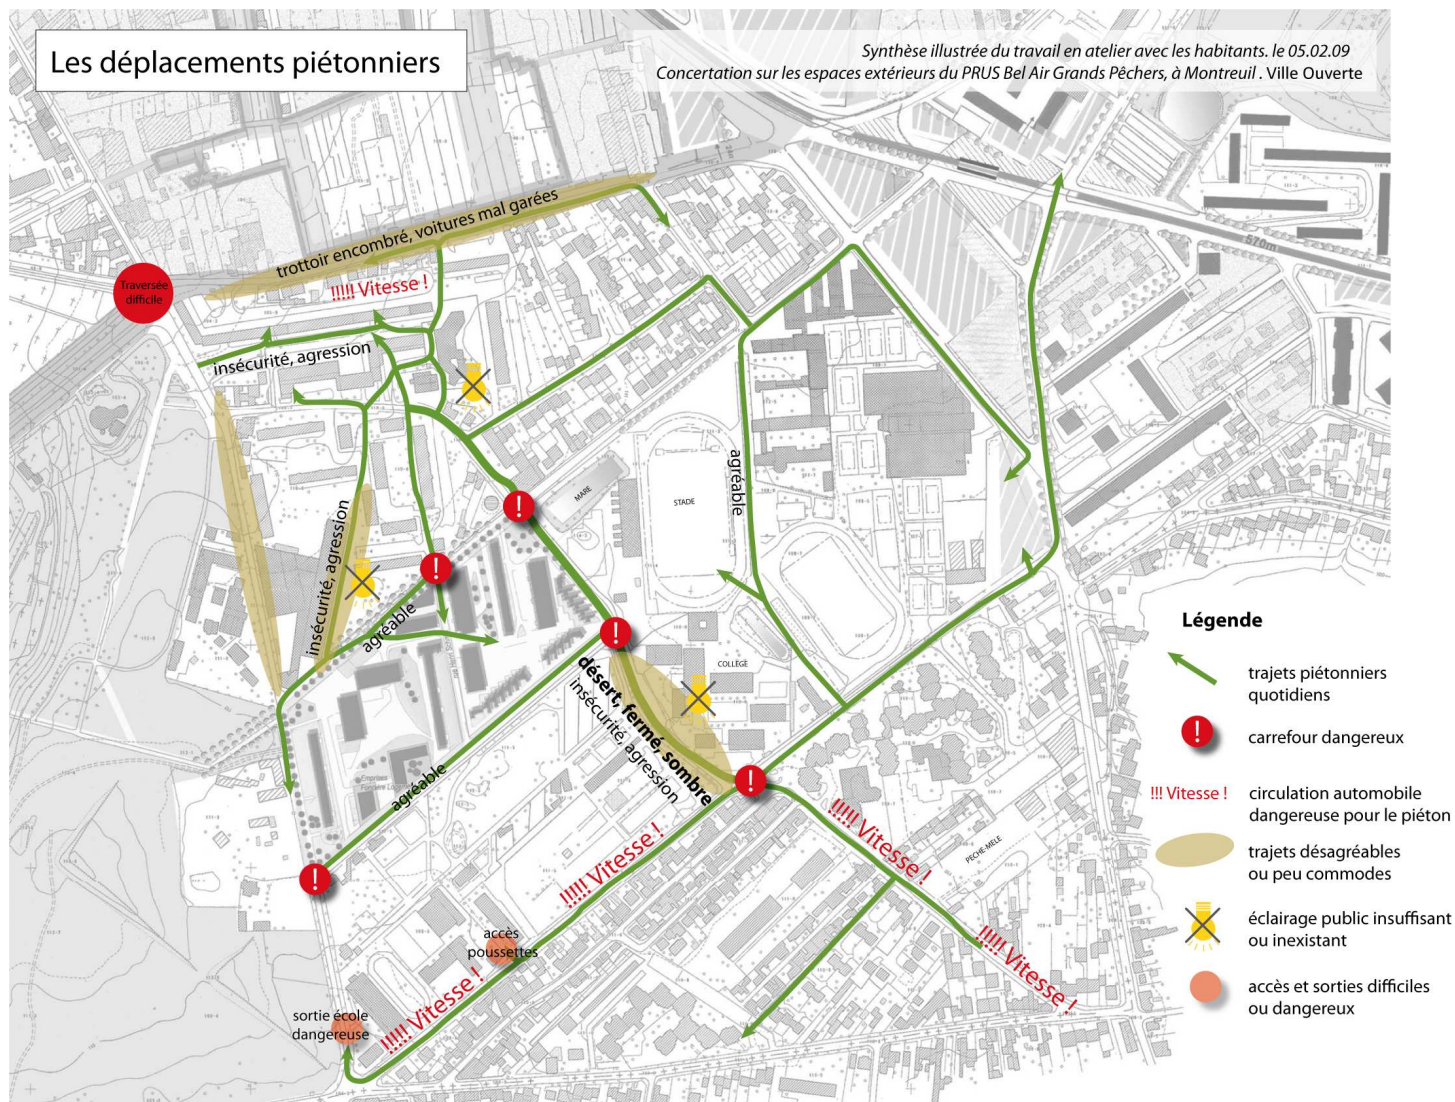 Les déplacements piétonniers
Synthèse illustrée du travail en atelier avec les habitants. le 05.02.09
Concertation sur les espaces extérieurs du PRUS Bel Air Grands Pêchers, à Montreuil . Ville Ouverte
trottoir encombré, voitures mal garées
570m
Traversée
difficile
!!!!! Vitesse !
insécurité, agression
agréable
MARE
STADE
insécurité, agression
agréable
COLLÈGE
désert, fermé, sombre
insécurité, agression
agréable
!!!!! Vitesse !
!!!!! Vitesse !
PECHE-MELE
accès
poussettes
!!!!! Vitesse !
!!!!! Vitesse !
sortie école
dangereuse
Légende
trajets piétonniers
quotidiens
carrefour dangereux
!!! Vitesse !
circulation automobile
dangereuse pour le piéton
trajets désagréables
ou peu commodes
éclairage public insuffisant
ou inexistant
accès et sorties difficiles
ou dangereux